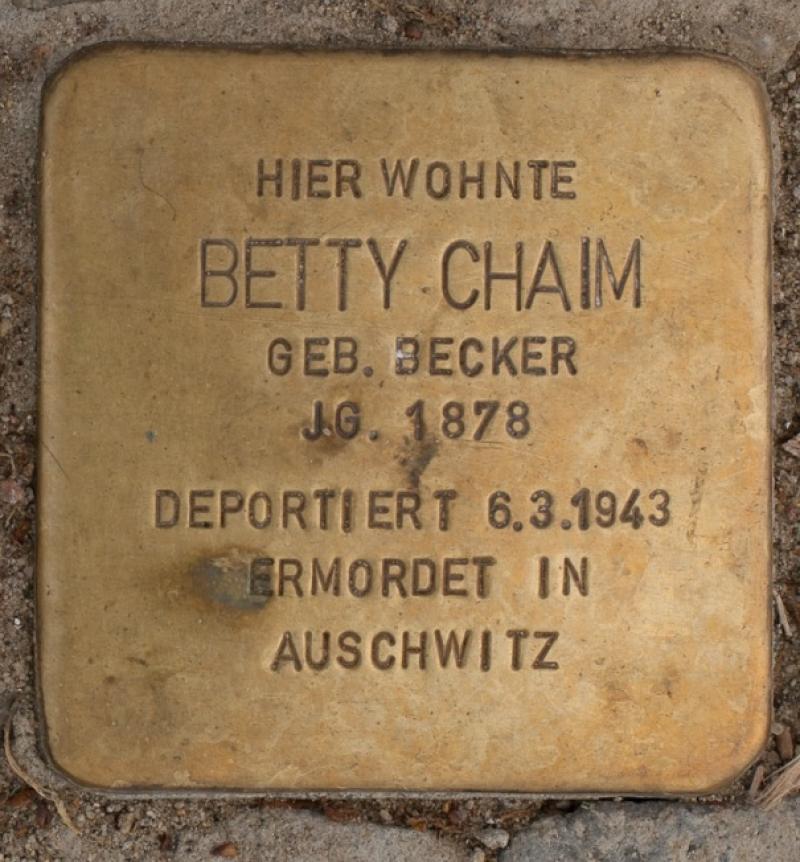 HIER WOHNTE
BETTY CHAIM
GEB. BECKER
JG. 1878
DEPORTIERT 6.3.1943
ERMORDET IN
AUSCHWITZ